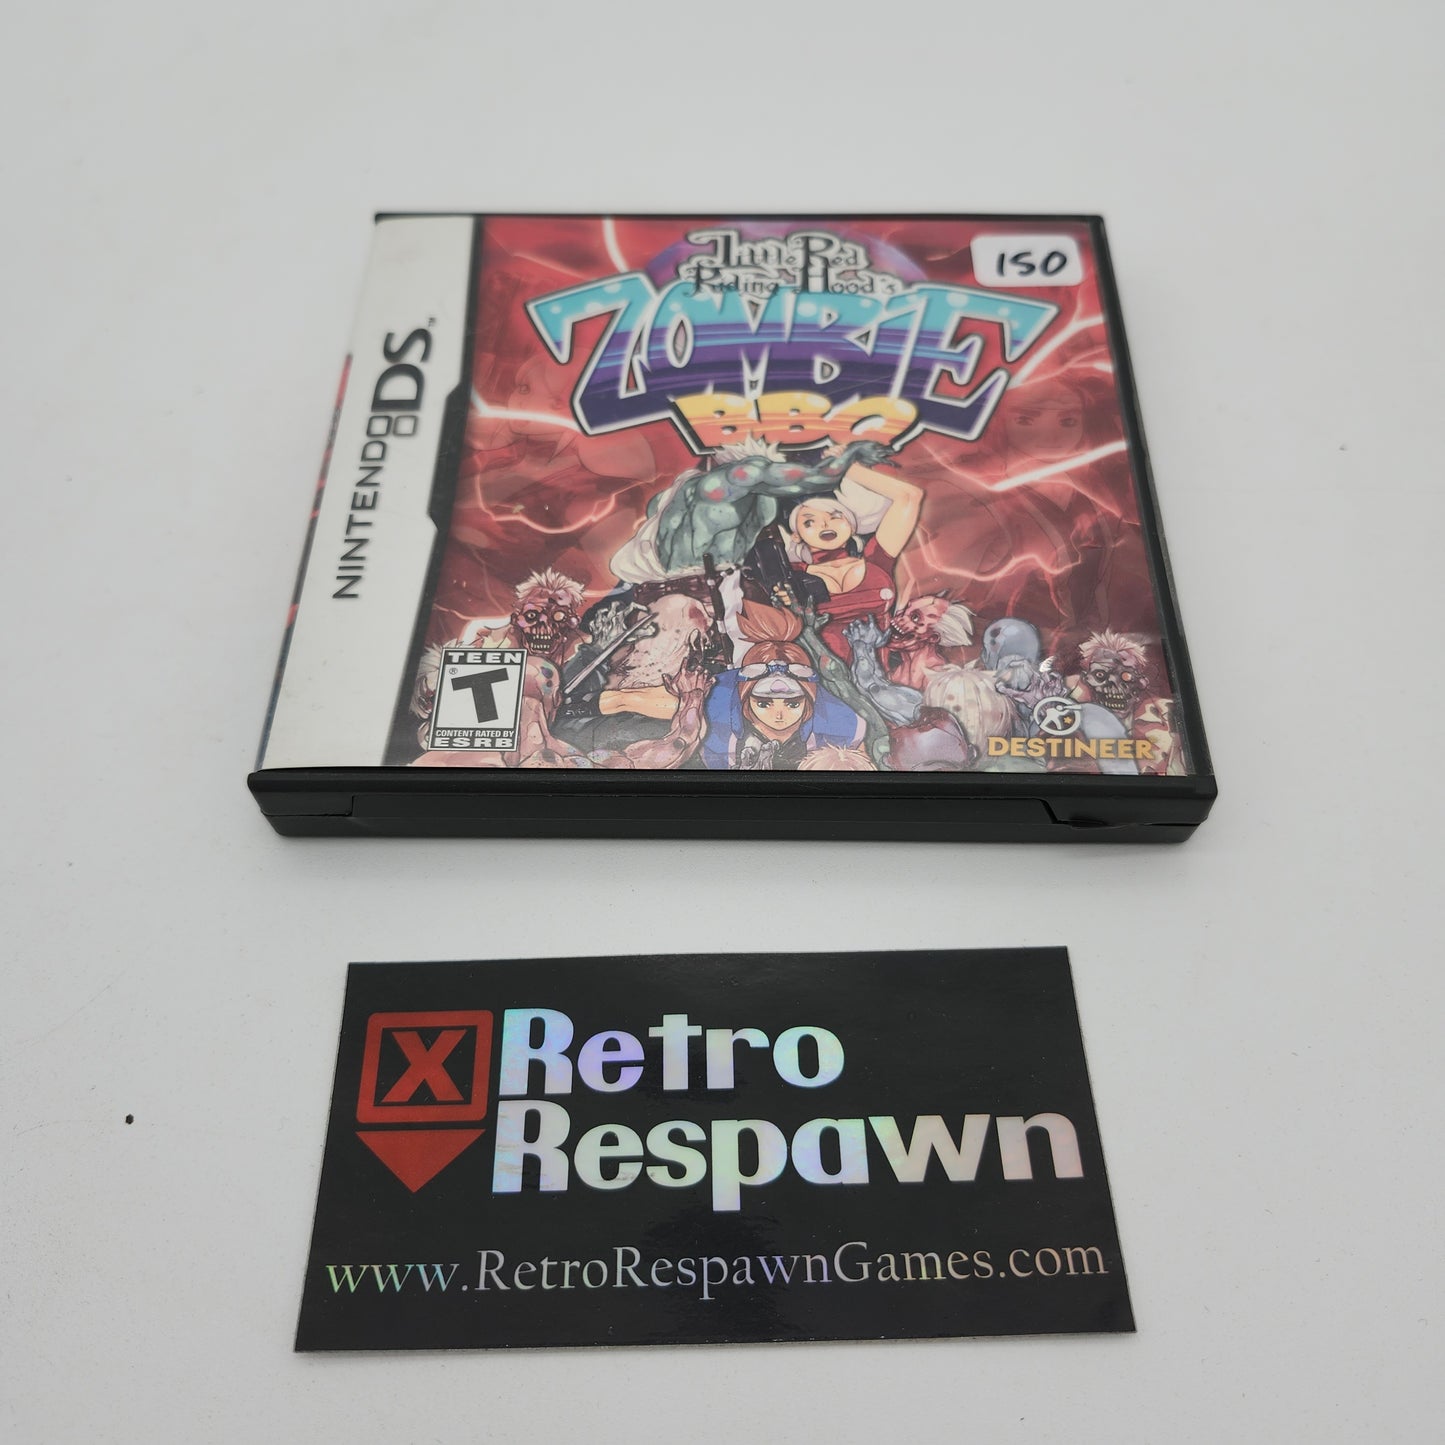 Little Red
Riding Hood's
ZOMBIE
BBQ
150
NINTENDO DS™
TEEN
T
®
CONTENT RATED BY
ESRB
DESTINEER
X
Retro
Respawn
www.RetroRespawnGames.com